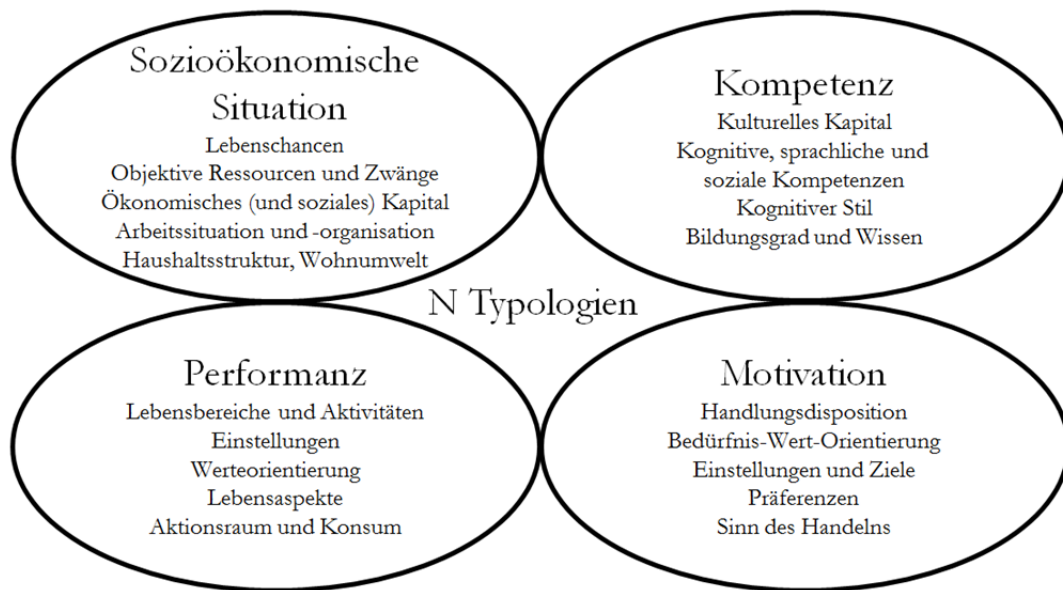 Sozioökonomische
Situation
Lebenschancen
Objektive Ressourcen und Zwänge
Ökonomisches (und soziales) Kapital
Arbeitssituation und -organisation
Haushaltsstruktur, Wohnumwelt
Kompetenz
Kulturelles Kapital
Kognitive, sprachliche und
soziale Kompetenzen
Kognitiver Stil
Bildungsgrad und Wissen
N Typologien
Performanz
Lebensbereiche und Aktivitäten
Einstellungen
Werteorientierung
Lebensaspekte
Aktionsraum und Konsum
Motivation
Handlungsdisposition
Bedürfnis-Wert-Orientierung
Einstellungen und Ziele
Präferenzen
Sinn des Handelns